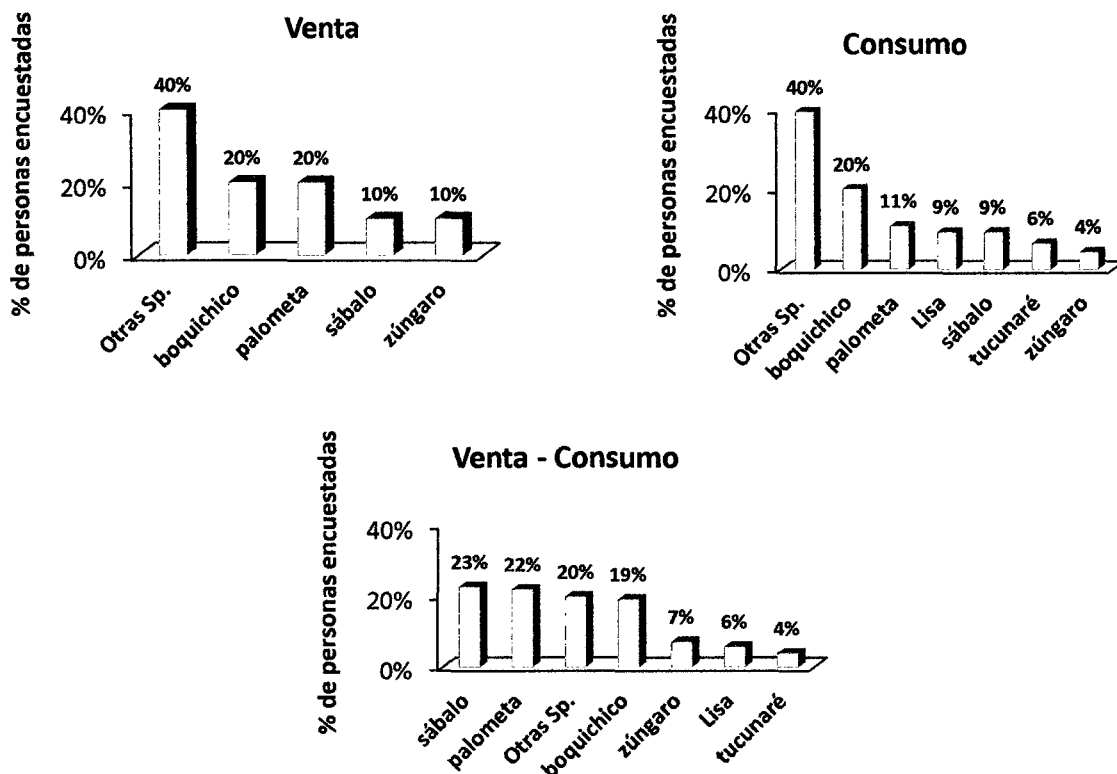 Venta
% de personas encuestadas
40%
20%
0%
40%
20%
20%
10%
10%
Otras Sp.
boquichico
palometa
sábalo
zúngaro
Consumo
% de personas encuestadas
40%
20%
0%
40%
20%
11%
9%
9%
6%
4%
Otras Sp.
boquichico
palometa
Lisa
sábalo
tucunaré
zúngaro
Venta - Consumo
% de personas encuestadas
40%
20%
0%
23%
22%
20%
19%
7%
6%
4%
sábalo
palometa
Otras Sp.
boquichico
zúngaro
Lisa
tucunaré